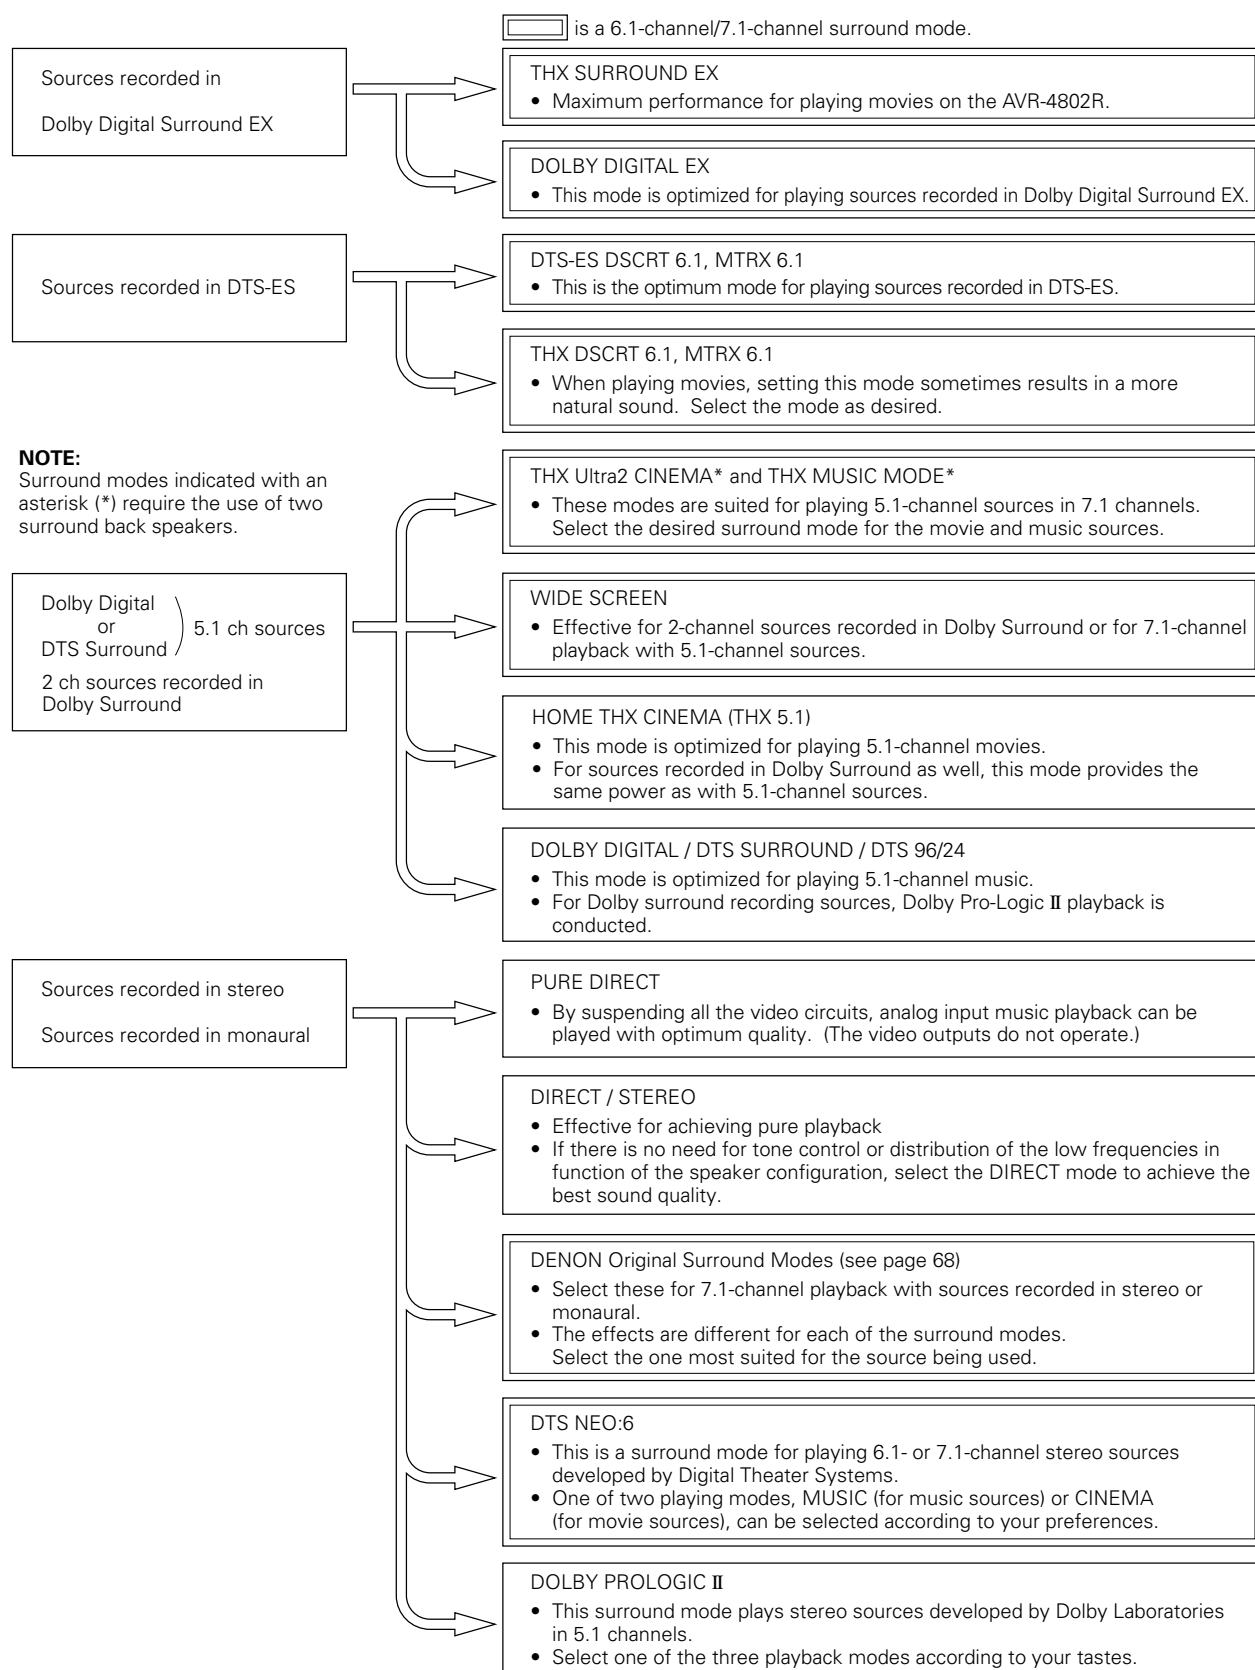 is a 6.1-channel/7.1-channel surround mode.
Sources recorded in
Dolby Digital Surround EX
THX SURROUND EX
• Maximum performance for playing movies on the AVR-4802R.
DOLBY DIGITAL EX
• This mode is optimized for playing sources recorded in Dolby Digital Surround EX.
Sources recorded in DTS-ES
DTS-ES DSCRT 6.1, MTRX 6.1
• This is the optimum mode for playing sources recorded in DTS-ES.
THX DSCRT 6.1, MTRX 6.1
• When playing movies, setting this mode sometimes results in a more
natural sound. Select the mode as desired.
NOTE:
Surround modes indicated with an
asterisk (*) require the use of two
surround back speakers.
Dolby Digital
or
DTS Surround
5.1 ch sources
2 ch sources recorded in
Dolby Surround
THX Ultra2 CINEMA* and THX MUSIC MODE*
• These modes are suited for playing 5.1-channel sources in 7.1 channels.
Select the desired surround mode for the movie and music sources.
WIDE SCREEN
• Effective for 2-channel sources recorded in Dolby Surround or for 7.1-channel
playback with 5.1-channel sources.
HOME THX CINEMA (THX 5.1)
• This mode is optimized for playing 5.1-channel movies.
• For sources recorded in Dolby Surround as well, this mode provides the
same power as with 5.1-channel sources.
DOLBY DIGITAL / DTS SURROUND / DTS 96/24
• This mode is optimized for playing 5.1-channel music.
• For Dolby surround recording sources, Dolby Pro-Logic II playback is
conducted.
Sources recorded in stereo
Sources recorded in monaural
PURE DIRECT
• By suspending all the video circuits, analog input music playback can be
played with optimum quality. (The video outputs do not operate.)
DIRECT / STEREO
• Effective for achieving pure playback
• If there is no need for tone control or distribution of the low frequencies in
function of the speaker configuration, select the DIRECT mode to achieve the
best sound quality.
DENON Original Surround Modes (see page 68)
• Select these for 7.1-channel playback with sources recorded in stereo or
monaural.
• The effects are different for each of the surround modes.
Select the one most suited for the source being used.
DTS NEO:6
• This is a surround mode for playing 6.1- or 7.1-channel stereo sources
developed by Digital Theater Systems.
• One of two playing modes, MUSIC (for music sources) or CINEMA
(for movie sources), can be selected according to your preferences.
DOLBY PROLOGIC II
• This surround mode plays stereo sources developed by Dolby Laboratories
in 5.1 channels.
• Select one of the three playback modes according to your tastes.